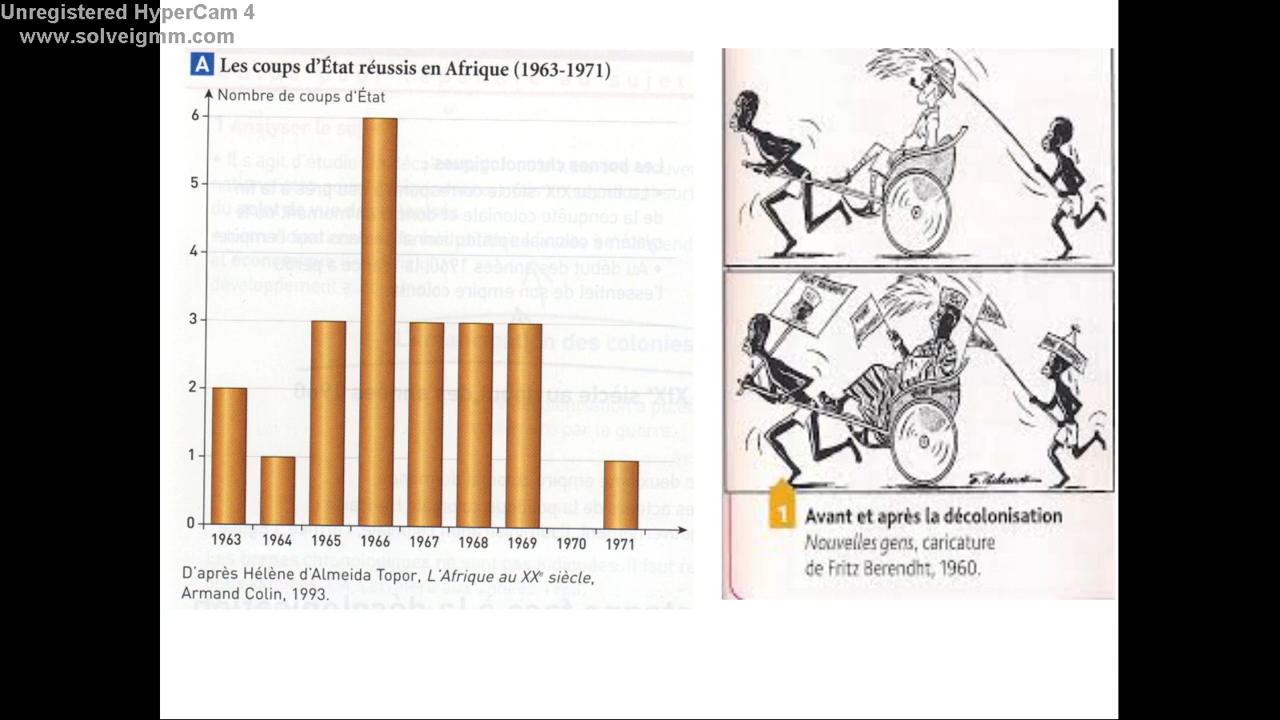 Unregistered HyperCam 4
www.solveigmm.com
A Les coups d'État réussis en Afrique (1963-1971)
Nombre de coups d'État
6
5
4
3
2
1
0
1963 1964 1965 1966 1967 1968 1969 1970 1971
D'après Hélène d'Almeida Topor, L'Afrique au XXe siècle,
Armand Colin, 1993.
1 Avant et après la décolonisation
Nouvelles gens, caricature
de Fritz Berendht, 1960.